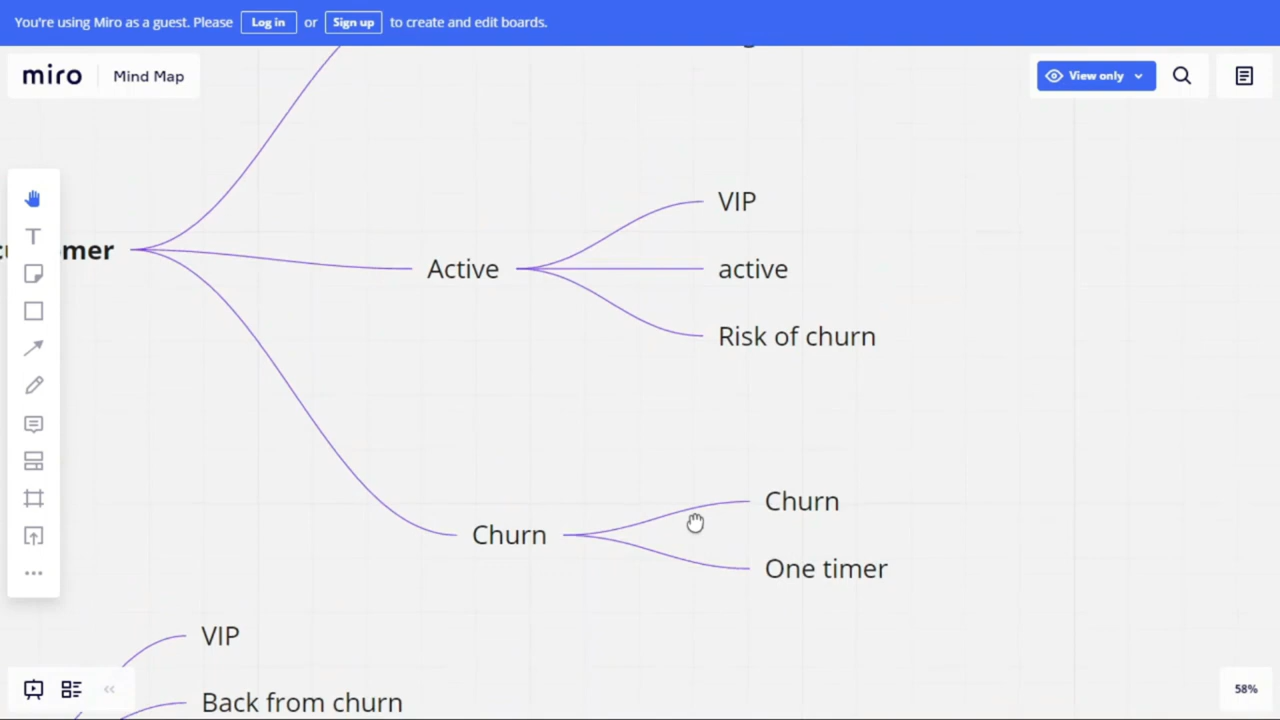 You're using Miro as a guest. Please Log in or Sign up to create and edit boards.
miro Mind Map
View only
VIP
mer
Active
active
Risk of churn
Churn
Churn
One timer
VIP
Back from churn
58%